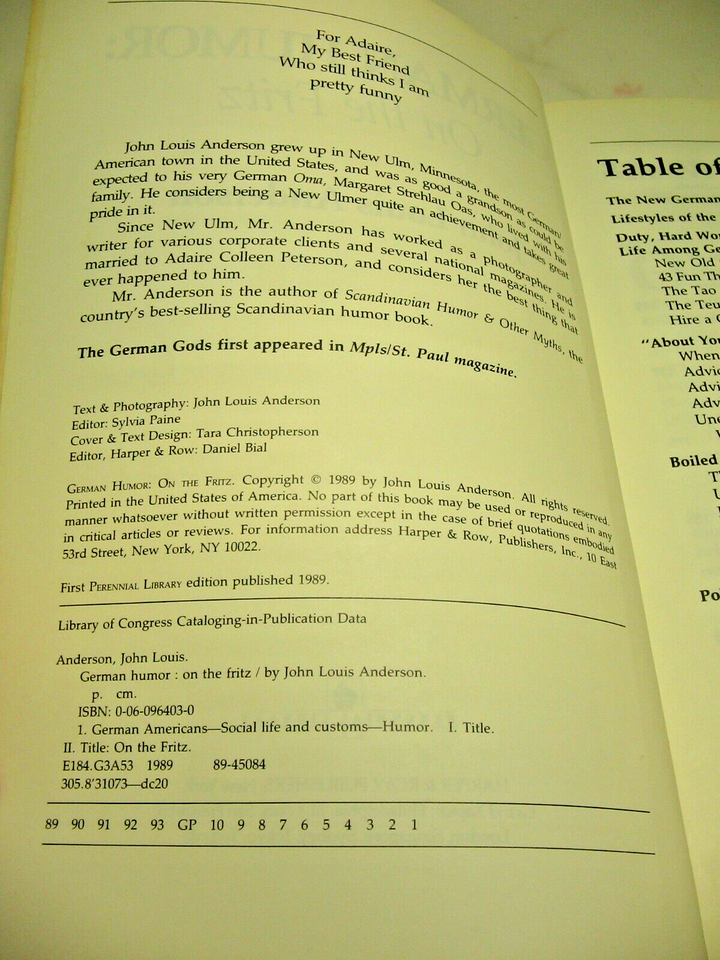 For Adaire,
My Best Friend
Who still thinks I am
pretty funny
John Louis Anderson grew up in New Ulm, Minnesota, the most German/
American town in the United States, and was as good a grandson as could be
expected to his very German Oma, Margaret Strehlau Oas, who lived with his
family. He considers being a New Ulmer quite an achievement and takes great
pride in it.
Since New Ulm, Mr. Anderson has worked as a photographer and
writer for various corporate clients and several national magazines. He is
married to Adaire Colleen Peterson, and considers her the best thing that
ever happened to him.
Mr. Anderson is the author of Scandinavian Humor & Other Myths, the
country's best-selling Scandinavian humor book.
The German Gods first appeared in Mpls/St. Paul magazine.
Text & Photography: John Louis Anderson
Editor: Sylvia Paine
Cover & Text Design: Tara Christopherson
Editor, Harper & Row: Daniel Bial
GERMAN HUMOR: ON THE FRITZ. Copyright © 1989 by John Louis Anderson. All rights reserved.
Printed in the United States of America. No part of this book may be used or reproduced in any
manner whatsoever without written permission except in the case of brief quotations embodied
in critical articles or reviews. For information address Harper & Row, Publishers, Inc., 10 East
53rd Street, New York, NY 10022.
First PERENNIAL LIBRARY edition published 1989.
Library of Congress Cataloging-in-Publication Data
Anderson, John Louis.
German humor : on the fritz / by John Louis Anderson.
p. cm.
ISBN: 0-06-096403-0
1. German Americans—Social life and customs—Humor. I. Title.
II. Title: On the Fritz.
E184.G3A53 1989 89-45084
305.8'31073—dc20
89 90 91 92 93 GP 10 9 8 7 6 5 4 3 2 1
Table of
The New German
Lifestyles of the
Duty, Hard Wo
Life Among Ge
New Old
43 Fun Th
The Tao
The Teu
Hire a
"About You
When
Advic
Advi
Adv
Un
Boiled
T
Po